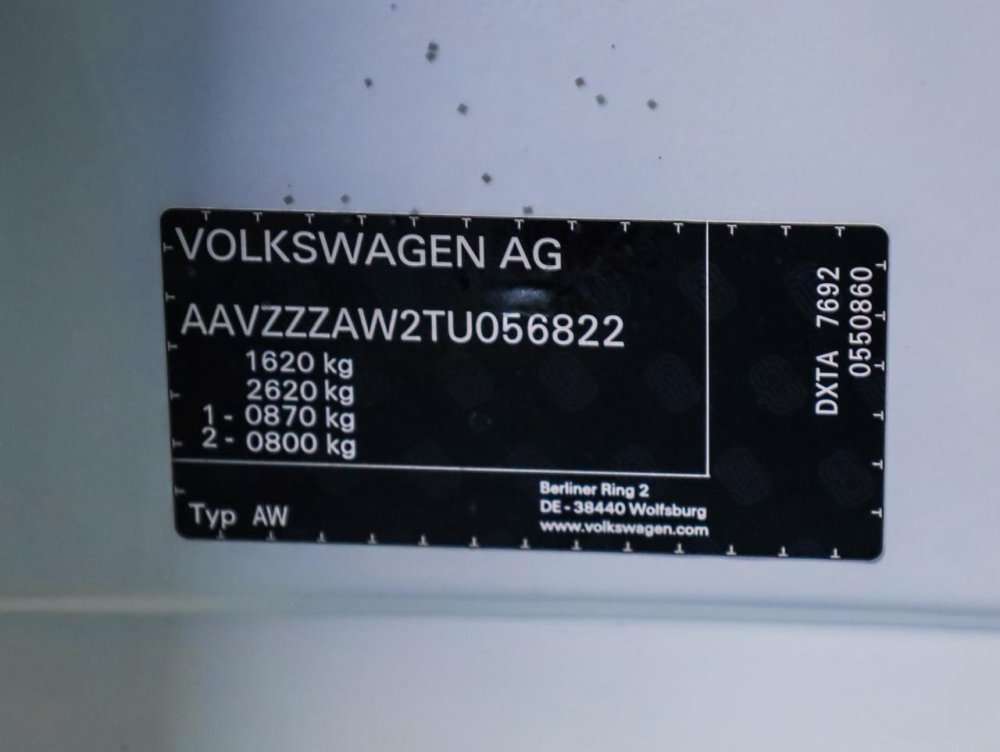 VOLKSWAGEN AG
AAVZZZAW2TU056822
1620 kg
2620 kg
1 - 0870 kg
2 - 0800 kg
Typ AW
Berliner Ring 2
DE - 38440 Wolfsburg
www.volkswagen.com
DXTA 7692
0550860